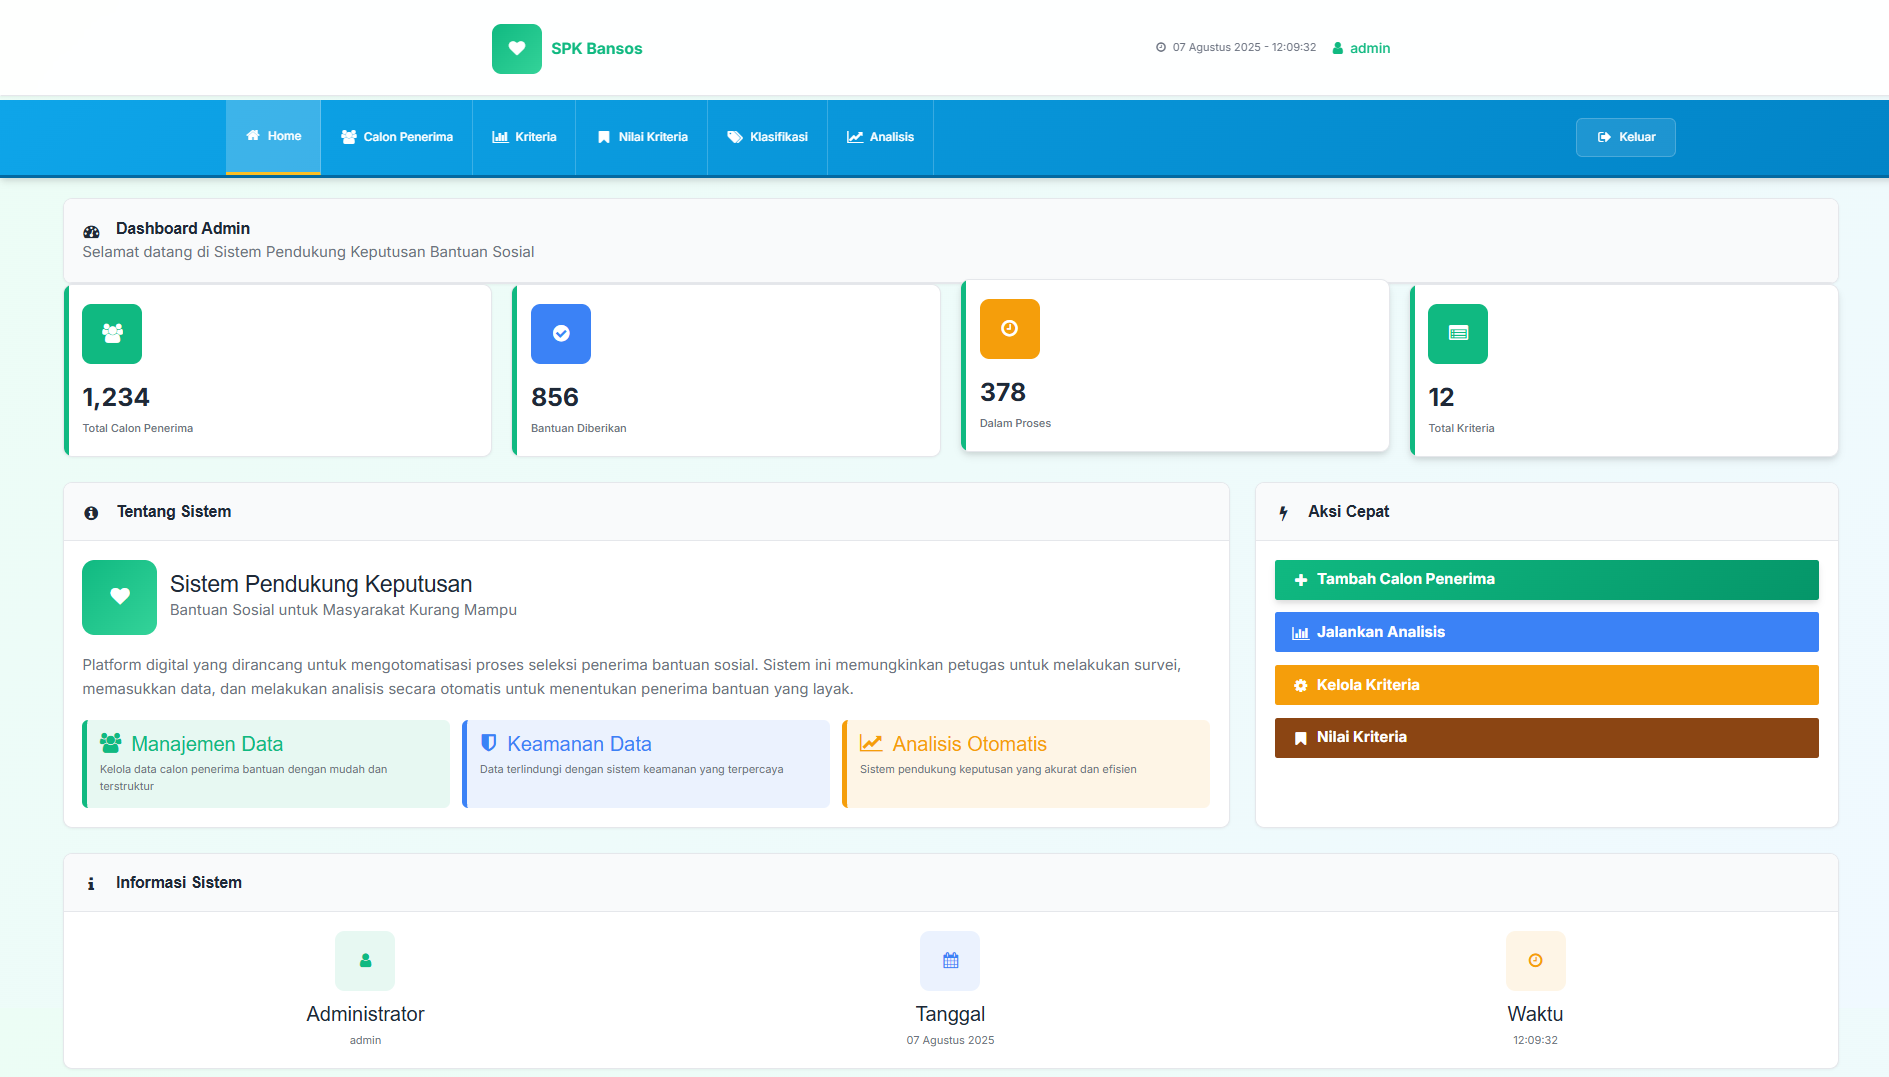 SPK Bansos
07 Agustus 2025 - 12:09:32 admin
Home Calon Penerima Kriteria Nilai Kriteria Klasifikasi Analisis Keluar
Dashboard Admin
Selamat datang di Sistem Pendukung Keputusan Bantuan Sosial
1,234
Total Calon Penerima
856
Bantuan Diberikan
378
Dalam Proses
12
Total Kriteria
Tentang Sistem
Sistem Pendukung Keputusan
Bantuan Sosial untuk Masyarakat Kurang Mampu
Platform digital yang dirancang untuk mengotomatisasi proses seleksi penerima bantuan sosial. Sistem ini memungkinkan petugas untuk melakukan survei,
memasukkan data, dan melakukan analisis secara otomatis untuk menentukan penerima bantuan yang layak.
Manajemen Data
Kelola data calon penerima bantuan dengan mudah dan
terstruktur
Keamanan Data
Data terlindungi dengan sistem keamanan yang terpercaya
Analisis Otomatis
Sistem pendukung keputusan yang akurat dan efisien
Aksi Cepat
Tambah Calon Penerima
Jalankan Analisis
Kelola Kriteria
Nilai Kriteria
Informasi Sistem
Administrator
admin
Tanggal
07 Agustus 2025
Waktu
12:09:32